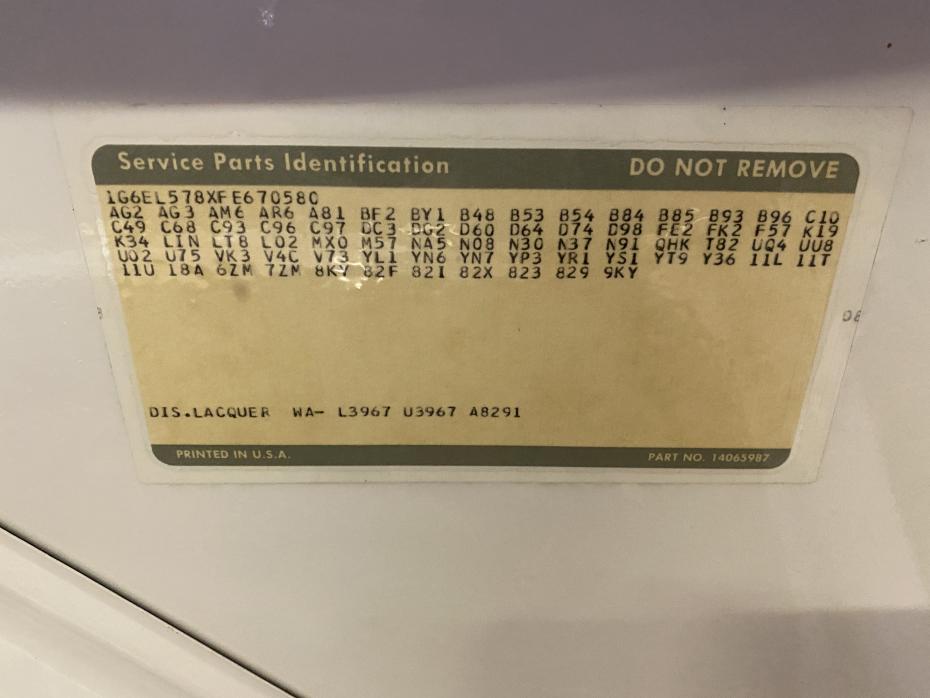 Service Parts Identification DO NOT REMOVE
1G6EL578XFE670580
AG2 AG3 AM6 AR6 A81 BF2 BY1 B48 B53 B54 B84 B85 B93 B96 C10
C49 C68 C93 C96 C97 DC3 DG2 D60 D64 D74 D98 FE2 FK2 F57 K19
K34 LIN LT8 L02 MX0 M57 NA5 N08 N30 N37 N91 QHK T82 UQ4 UU8
U02 U75 VK3 V4C V73 YL1 YN6 YN7 YP3 YR1 YS1 YT9 Y36 11L 11T
11U 18A 6ZM 7ZM 8KY 82F 82I 82X 823 829 9KY
DIS.LACQUER WA- L3967 U3967 A8291
PRINTED IN U.S.A. PART NO. 14065987